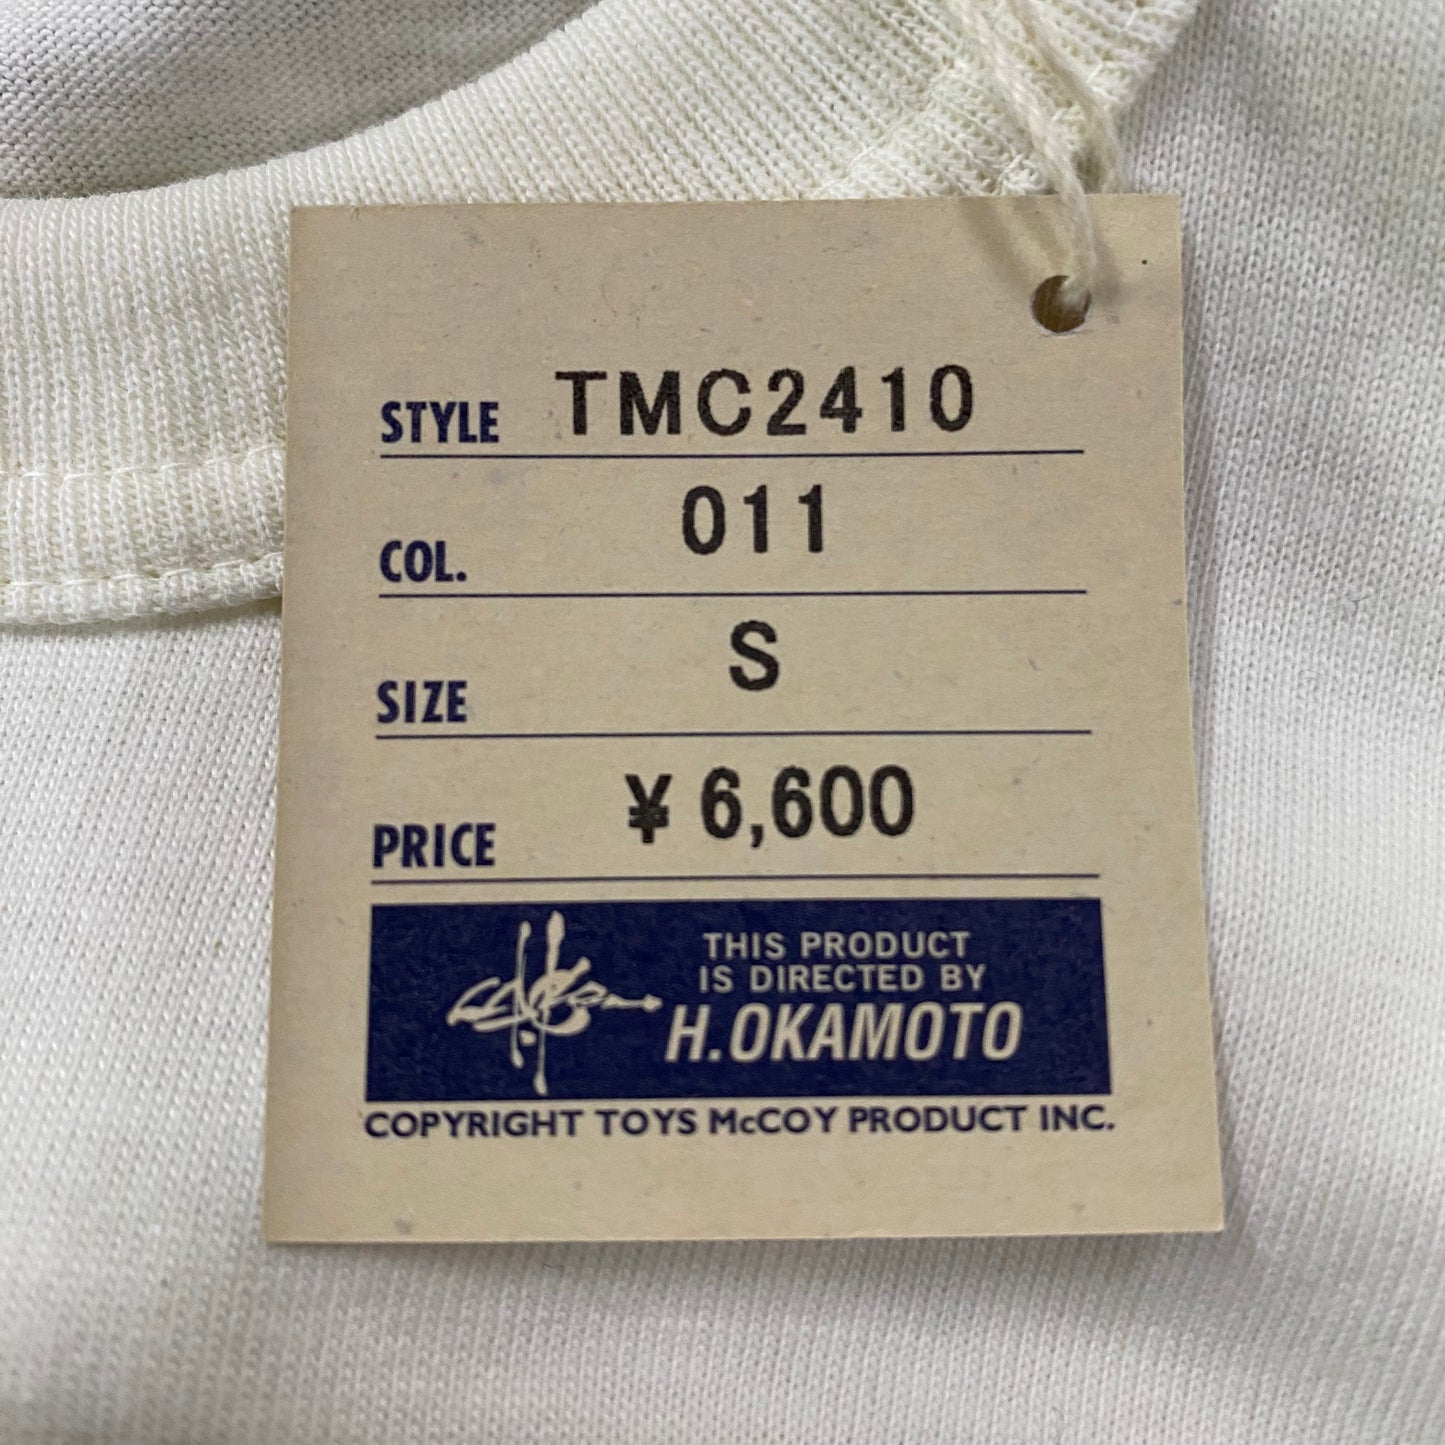 STYLE TMC2410
COL. 011
SIZE S
PRICE ¥ 6,600
THIS PRODUCT
IS DIRECTED BY
H.OKAMOTO
COPYRIGHT TOYS McCOY PRODUCT INC.